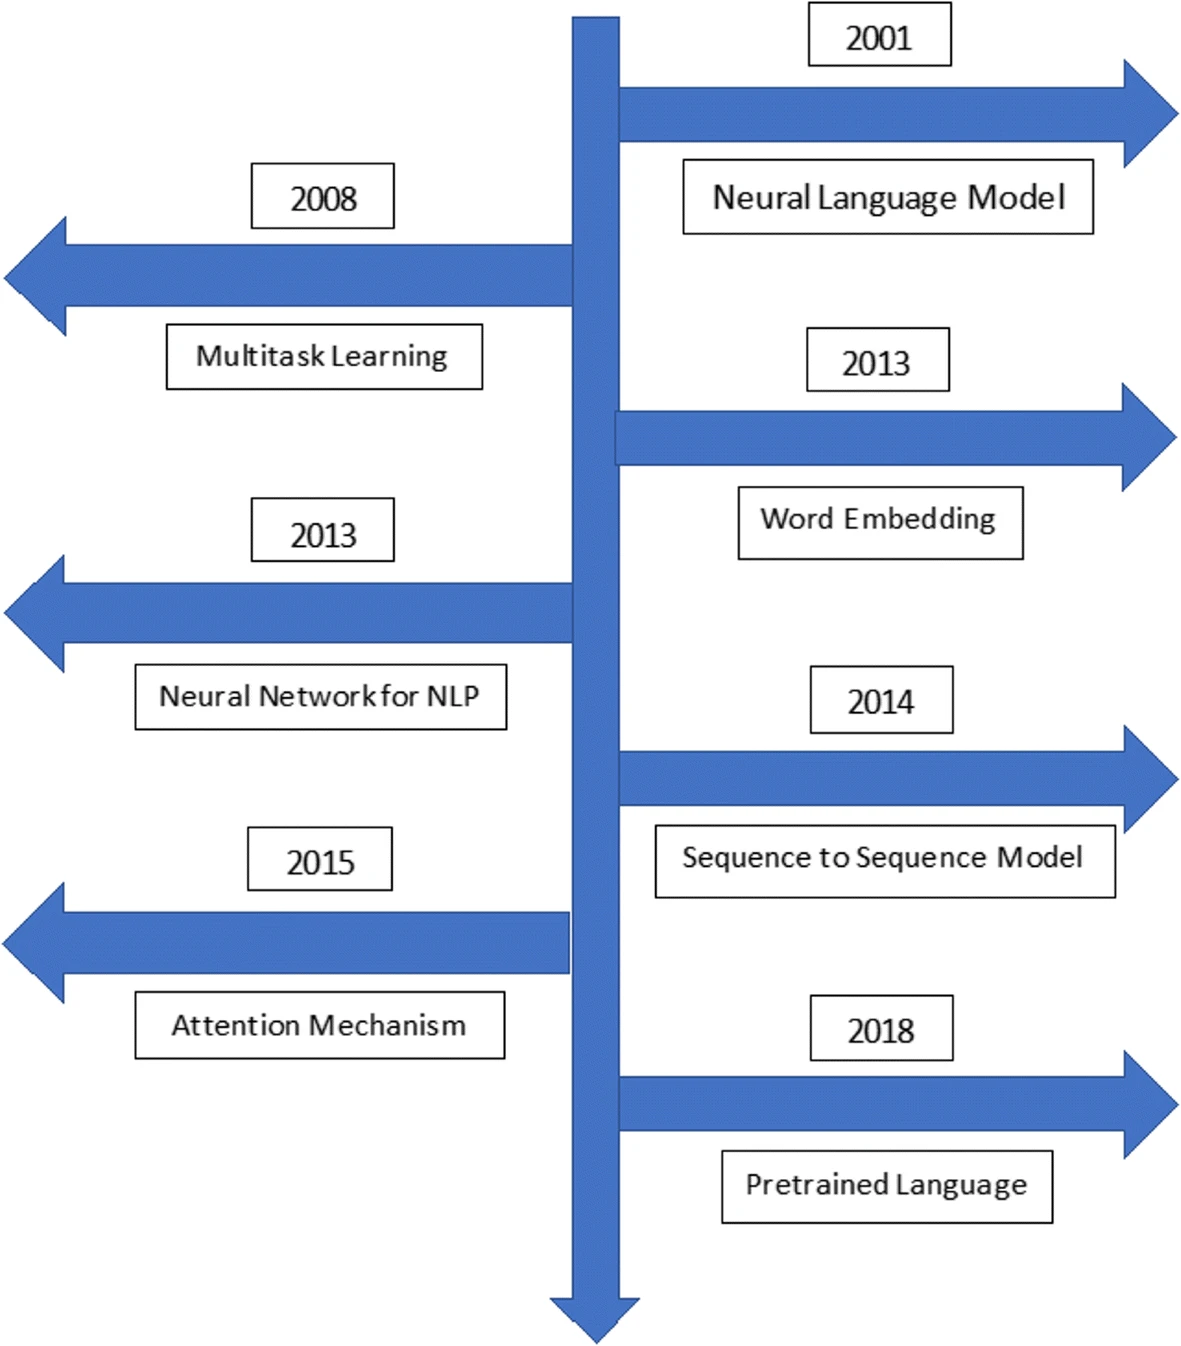 2001
Neural Language Model
2008
Multitask Learning
2013
Word Embedding
2013
Neural Network for NLP
2014
Sequence to Sequence Model
2015
Attention Mechanism
2018
Pretrained Language